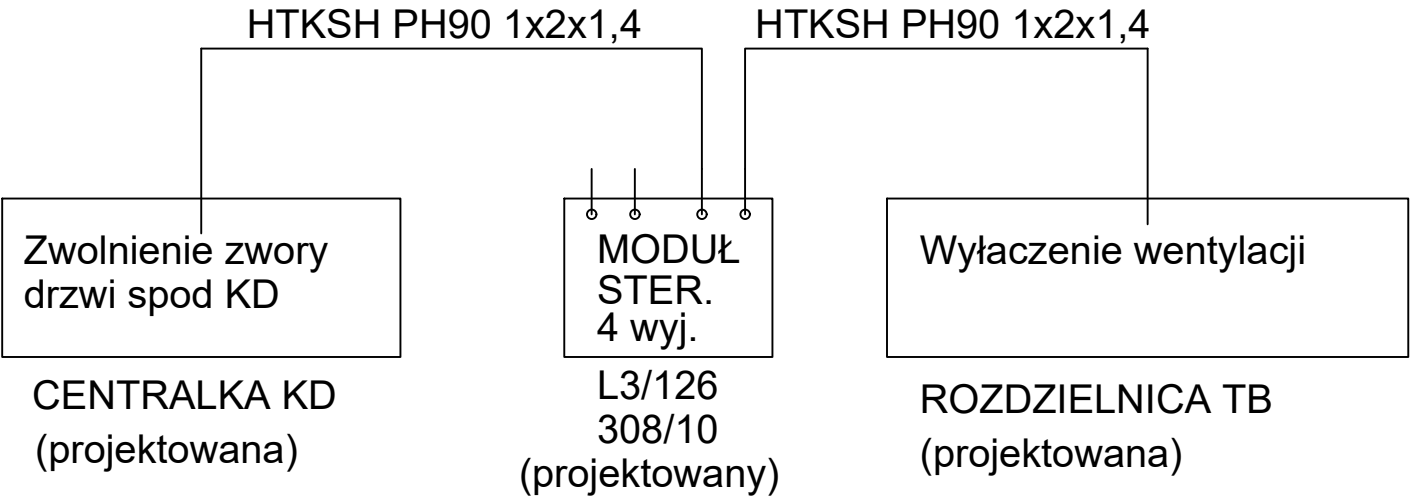 HTKSH PH90 1x2x1,4
HTKSH PH90 1x2x1,4
Zwolnienie zwory
drzwi spod KD
MODUŁ
STER.
4 wyj.
Wyłaczenie wentylacji
CENTRALKA KD
(projektowana)
L3/126
308/10
(projektowany)
ROZDZIELNICA TB
(projektowana)